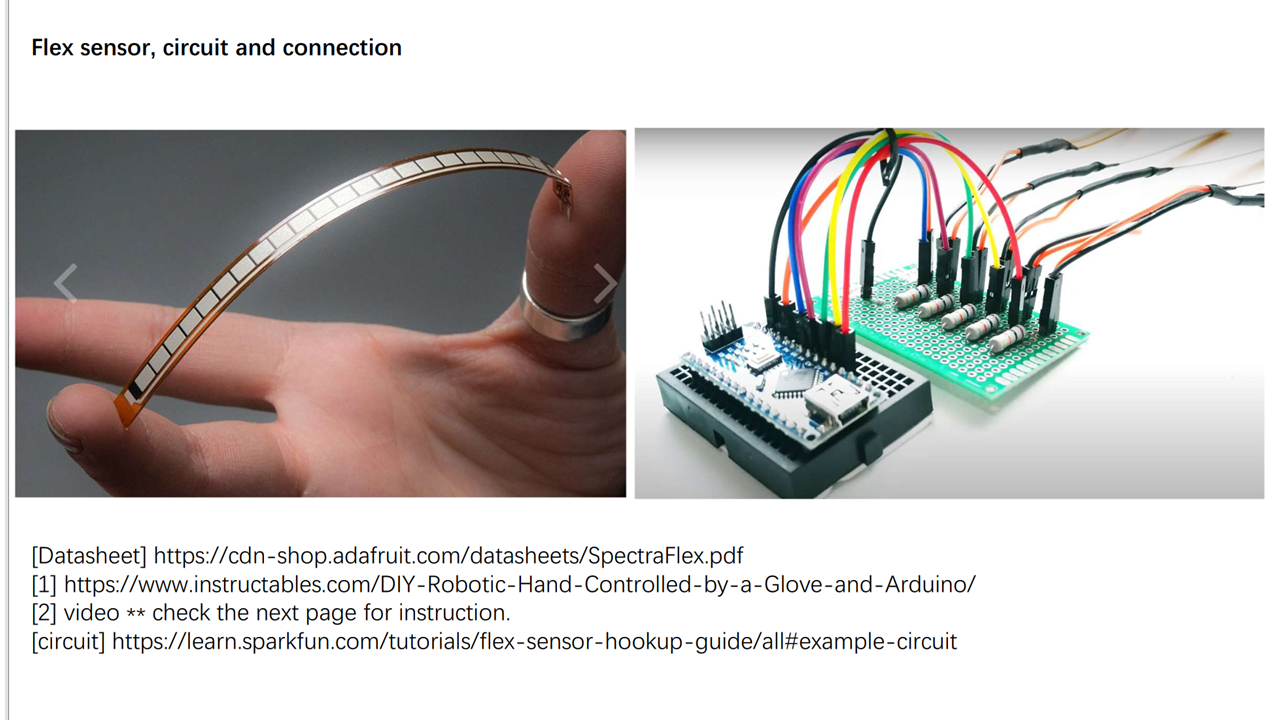 Flex sensor, circuit and connection
[Datasheet] https://cdn-shop.adafruit.com/datasheets/SpectraFlex.pdf
[1] https://www.instructables.com/DIY-Robotic-Hand-Controlled-by-a-Glove-and-Arduino/
[2] video ** check the next page for instruction.
[circuit] https://learn.sparkfun.com/tutorials/flex-sensor-hookup-guide/all#example-circuit